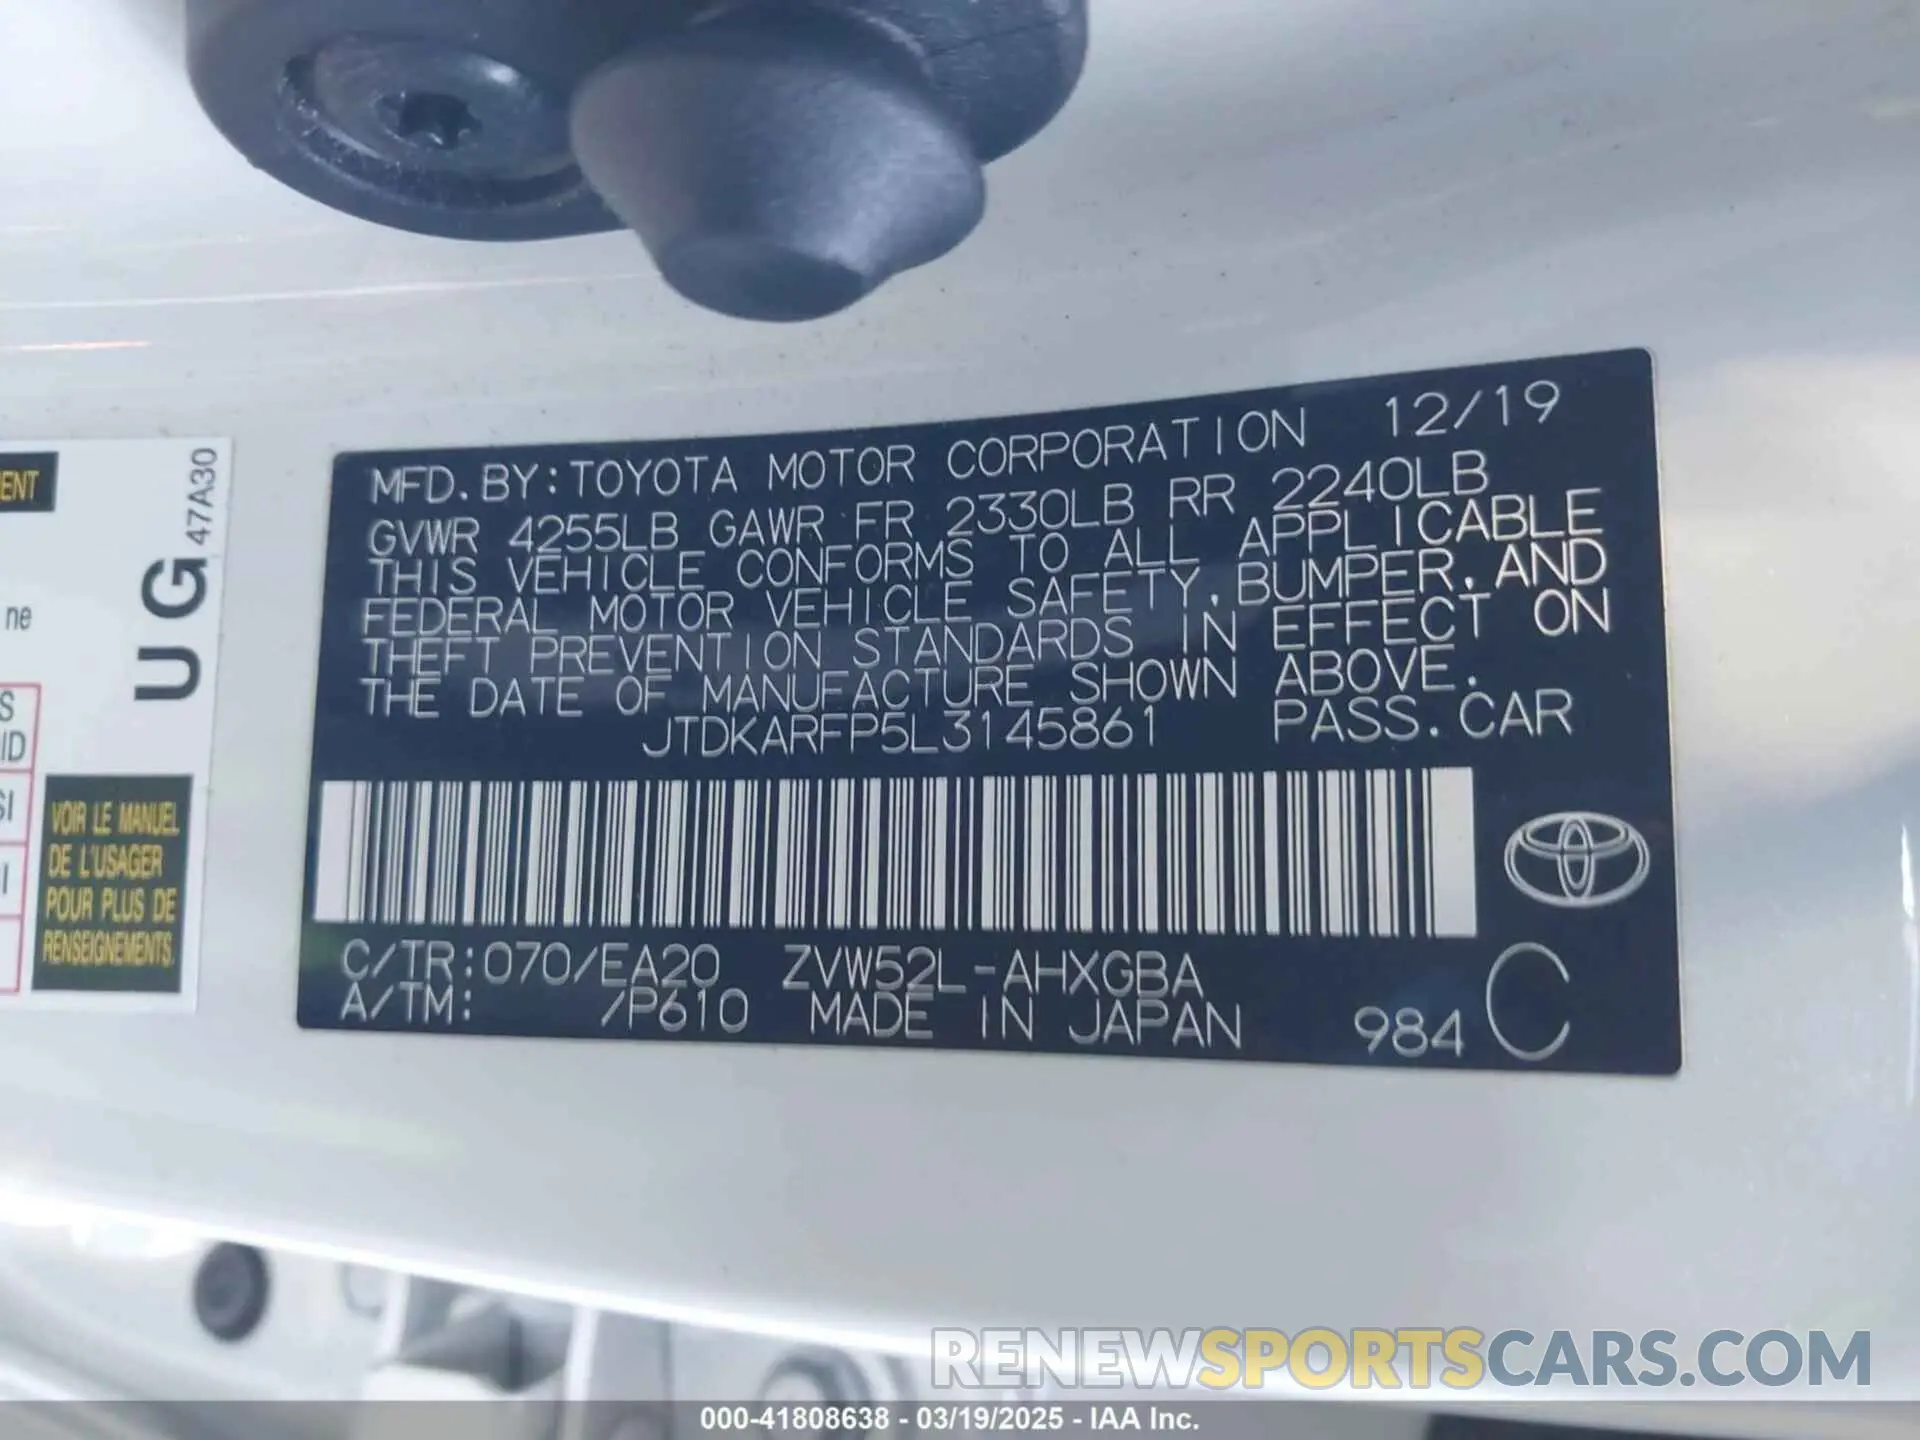 MFD. BY: TOYOTA MOTOR CORPORATION 12/19
GVWR 4255LB GAWR FR 2330LB RR 2240LB
THIS VEHICLE CONFORMS TO ALL APPLICABLE
FEDERAL MOTOR VEHICLE SAFETY, BUMPER, AND
THEFT PREVENTION STANDARDS IN EFFECT ON
THE DATE OF MANUFACTURE SHOWN ABOVE.
JTDKARFP5L3145861 PASS. CAR
C/TR: 070/EA20 ZVW52L-AHXGBA
A/TM: /P610 MADE IN JAPAN 984 C
ENT
UG 47A30
ne
S
ID
SI
I
VOIR LE MANUEL
DE L'USAGER
POUR PLUS DE
RENSEIGNEMENTS.
RENEWSPORTSCARS.COM
000-41808638 - 03/19/2025 - IAA Inc.